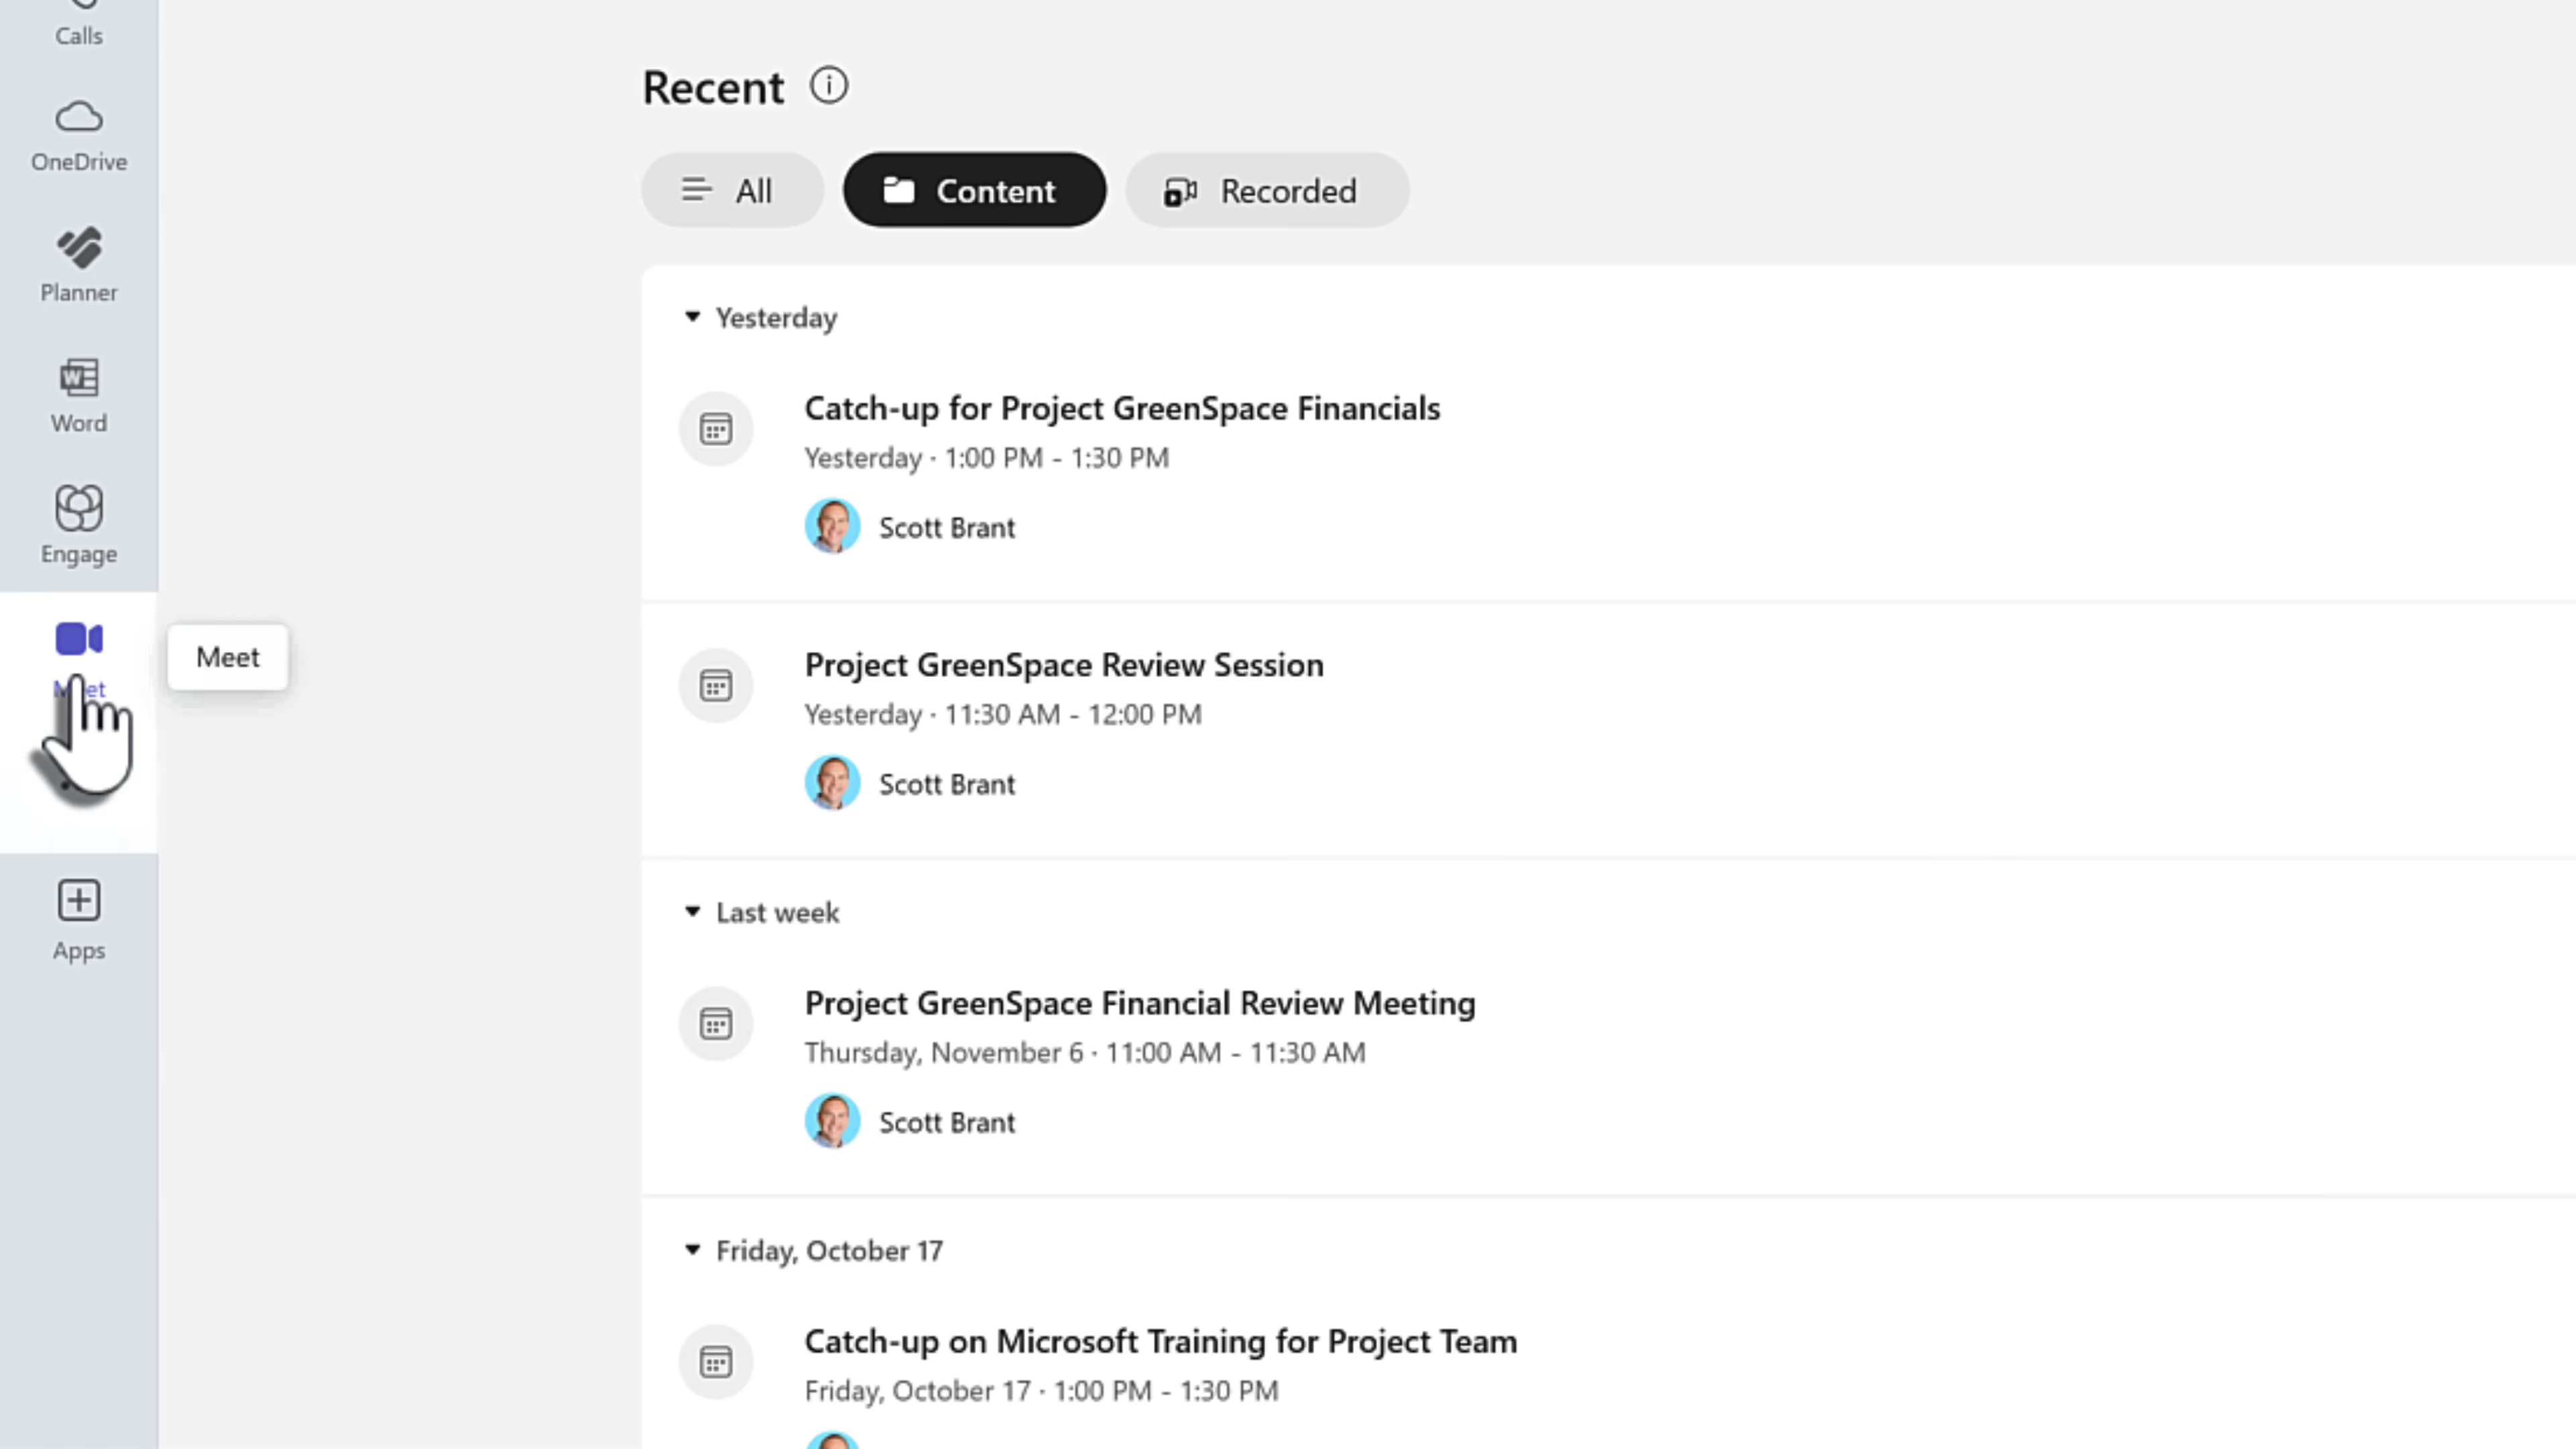 Calls
OneDrive
Planner
Word
Engage
Meet
Apps
Recent
All
Content
Recorded
Yesterday
Catch-up for Project GreenSpace Financials
Yesterday · 1:00 PM - 1:30 PM
Scott Brant
Project GreenSpace Review Session
Yesterday · 11:30 AM - 12:00 PM
Scott Brant
Last week
Project GreenSpace Financial Review Meeting
Thursday, November 6 · 11:00 AM - 11:30 AM
Scott Brant
Friday, October 17
Catch-up on Microsoft Training for Project Team
Friday, October 17 · 1:00 PM - 1:30 PM